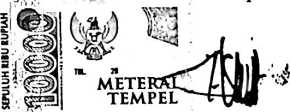 SEPULUH RIBU RUPIAH
10000
TGL. 20
METERAI
TEMPEL